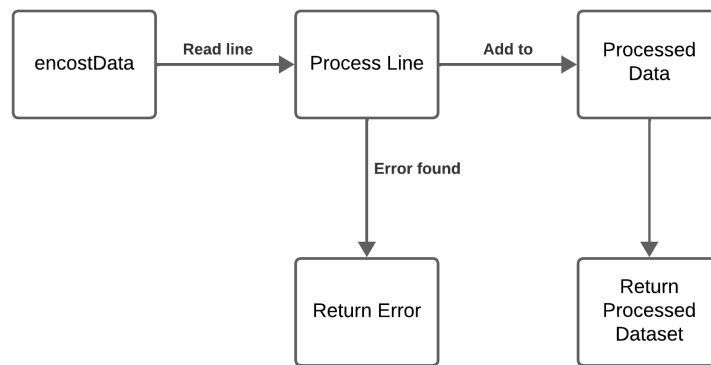 encostData
Read line
Process Line
Add to
Processed
Data
Error found
Return Error
Return
Processed
Dataset